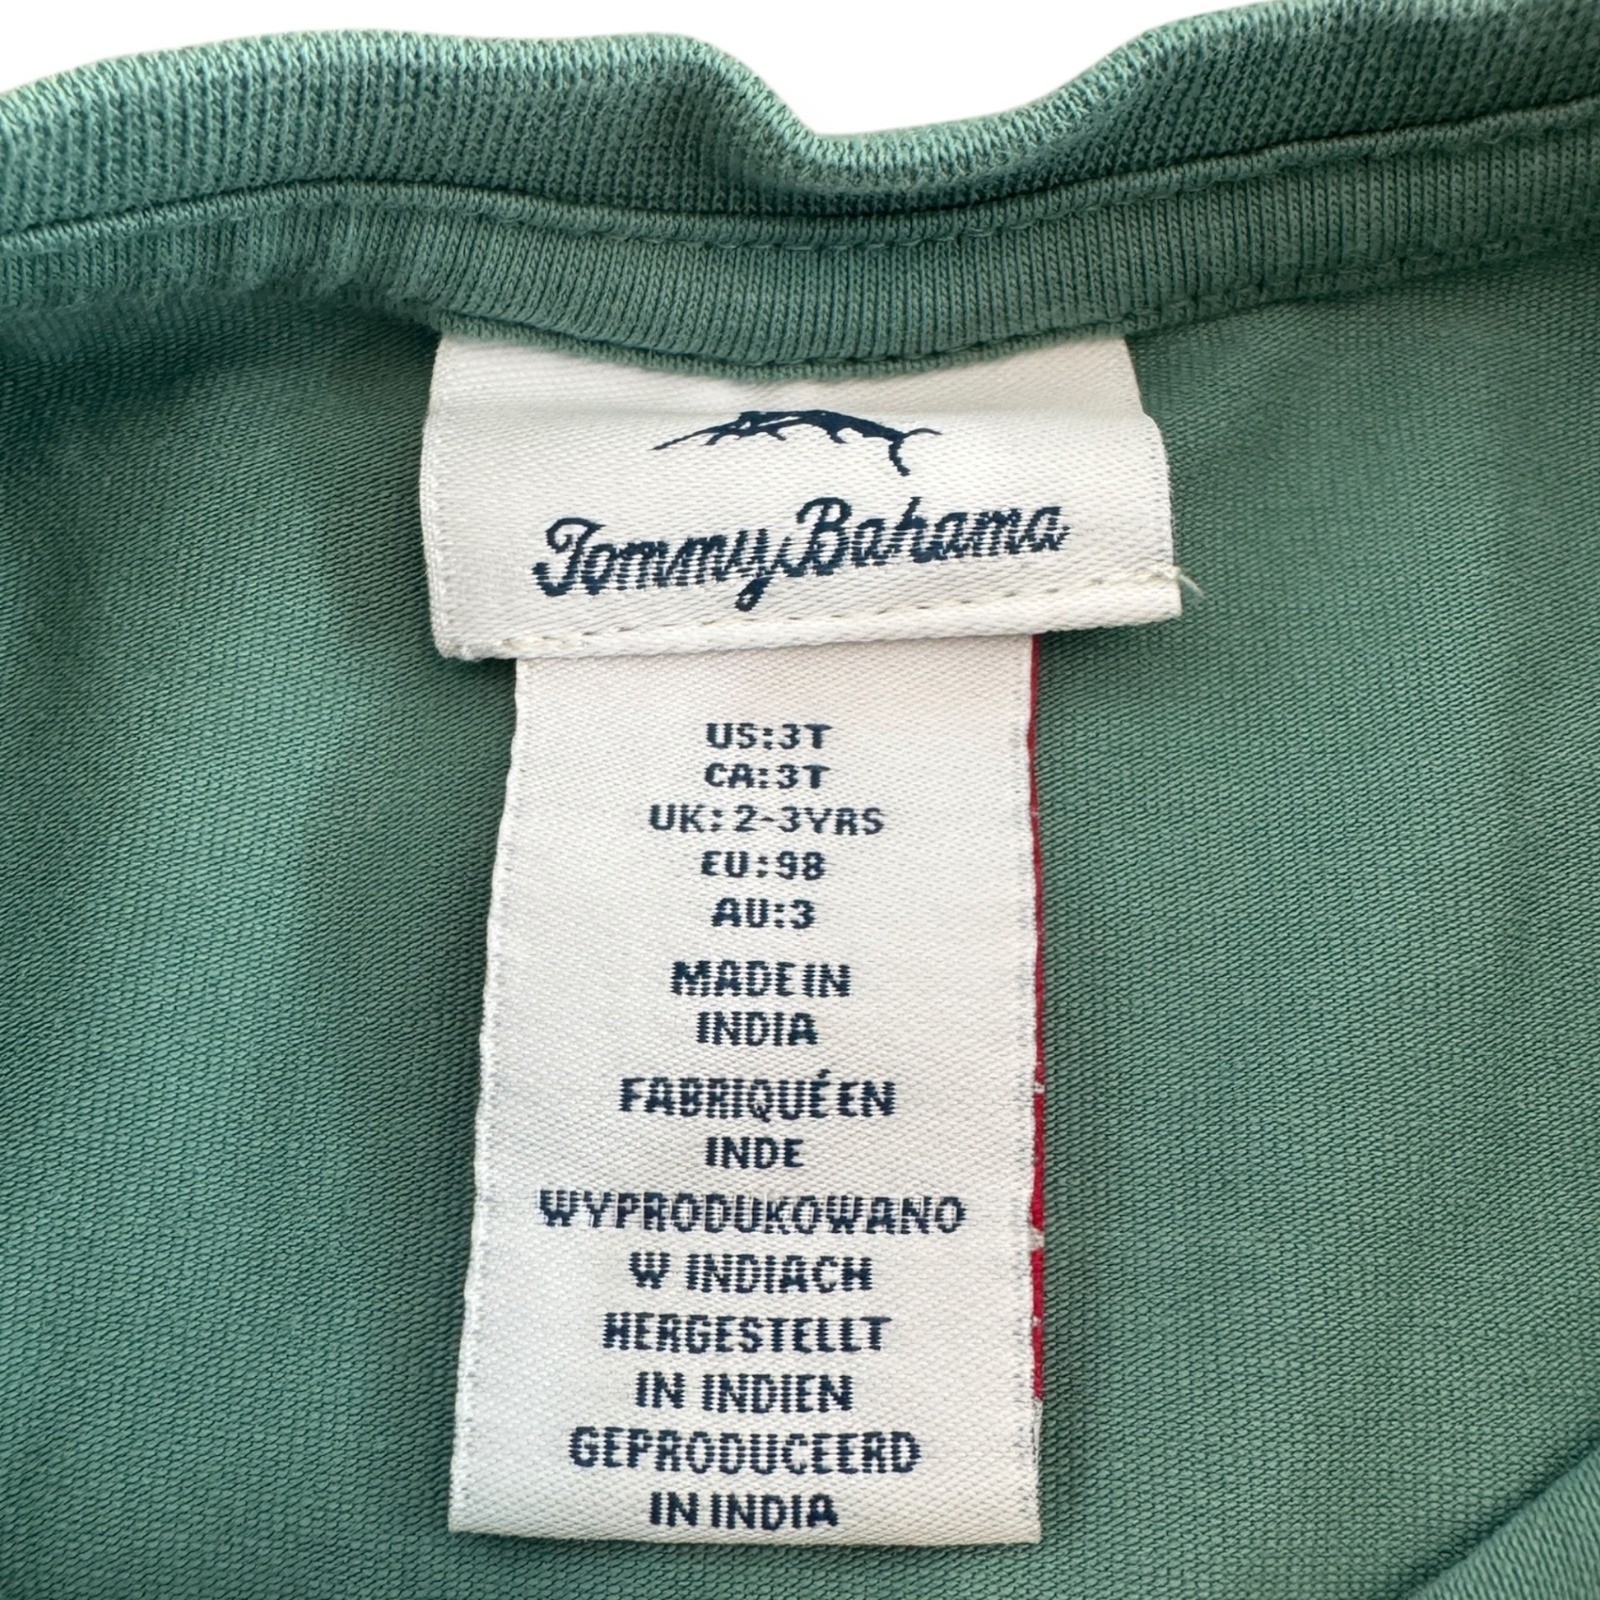 Tommy Bahama
US:3T
CA:3T
UK:2-3YRS
EU:98
AU:3
MADE IN
INDIA
FABRIQUÉ EN
INDE
WYPRODUKOWANO
W INDIACH
HERGESTELLT
IN INDIEN
GEPRODUCEERD
IN INDIA